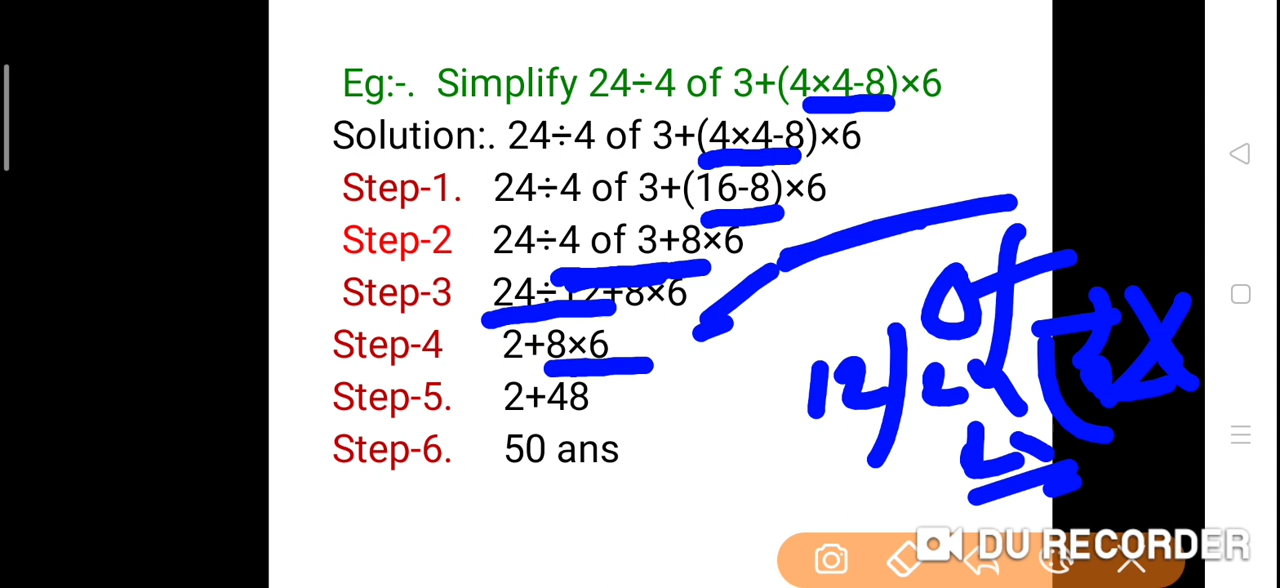 Eg:-. Simplify 24÷4 of 3+(4×4-8)×6
Solution:. 24÷4 of 3+(4×4-8)×6
Step-1. 24÷4 of 3+(16-8)×6
Step-2 24÷4 of 3+8×6
Step-3 24÷12+8×6
Step-4 2+8×6
Step-5. 2+48
Step-6. 50 ans
of
12
DU RECORDER